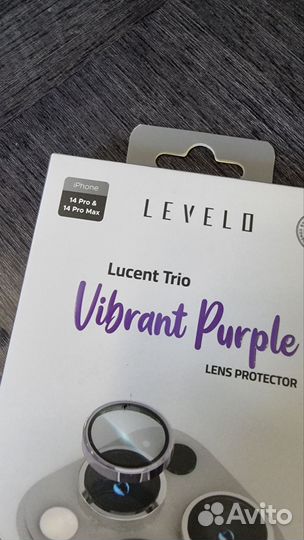 iPhone
14 Pro &
14 Pro Max
LEVELO
Lucent Trio
Vibrant Purple
LENS PROTECTOR
Avito